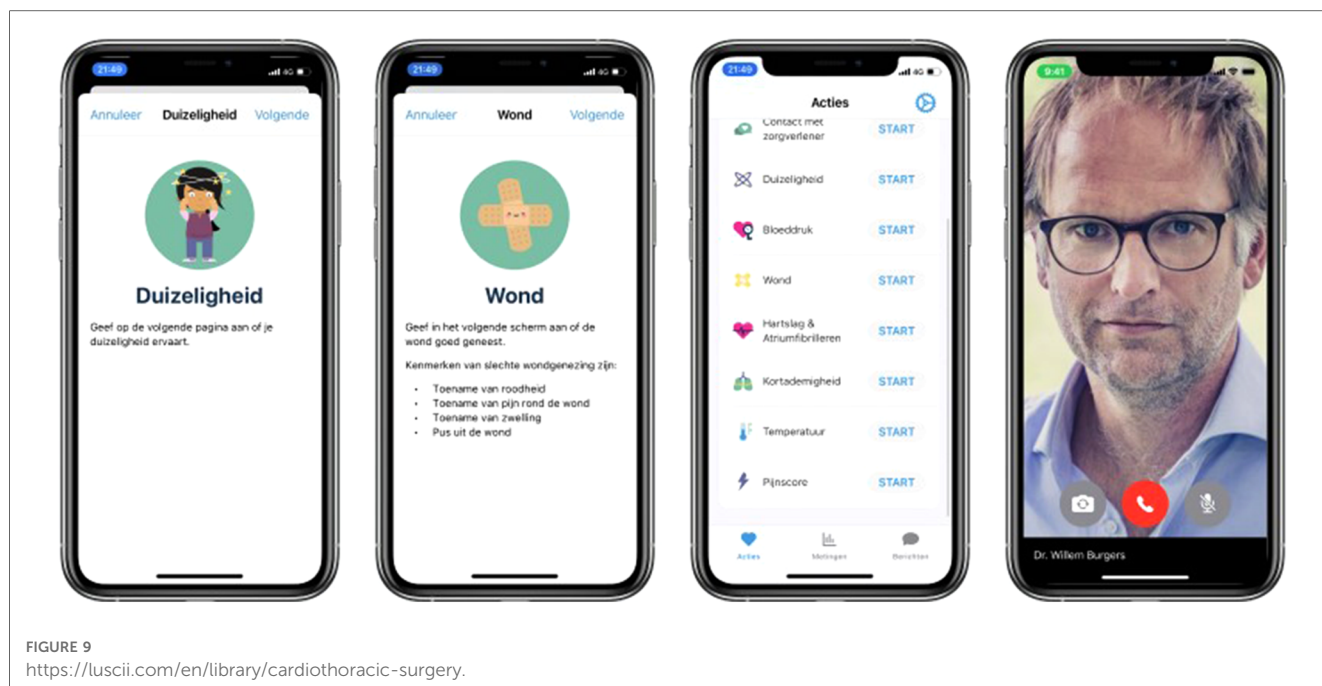 21:49
4G
Annuleer Duizeligheid Volgende
Duizeligheid
Geef op de volgende pagina aan of je
duizeligheid ervaart.
21:49
4G
Annuleer Wond Volgende
Wond
Geef in het volgende scherm aan of de
wond goed geneest.
Kenmerken van slechte wondgenezing zijn:
• Toename van roodheid
• Toename van pijn rond de wond
• Toename van zwelling
• Pus uit de wond
21:49
4G
Acties
Contact met
zorgverlener START
Duizeligheid START
Bloeddruk START
Wond START
Hartslag &
Atriumfibrilleren START
Kortademigheid START
Temperatuur START
Pijnscore START
Acties Metingen Berichten
9:41
Dr. Willem Burgers
FIGURE 9
https://luscii.com/en/library/cardiothoracic-surgery.